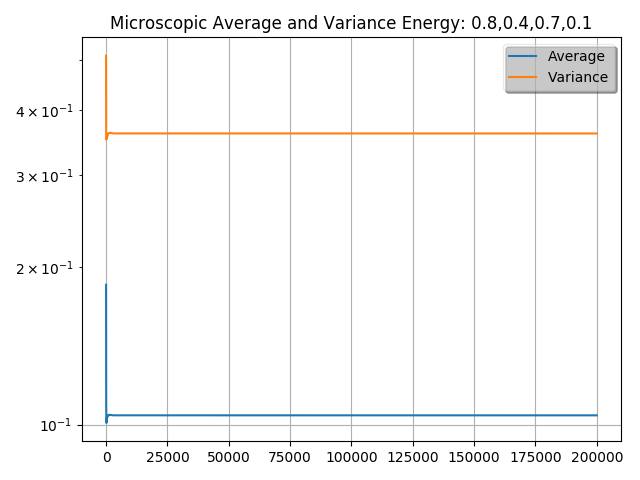 Microscopic Average and Variance Energy: 0.8,0.4,0.7,0.1
Average
Variance
4 × 10⁻¹
3 × 10⁻¹
2 × 10⁻¹
10⁻¹
0 25000 50000 75000 100000 125000 150000 175000 200000